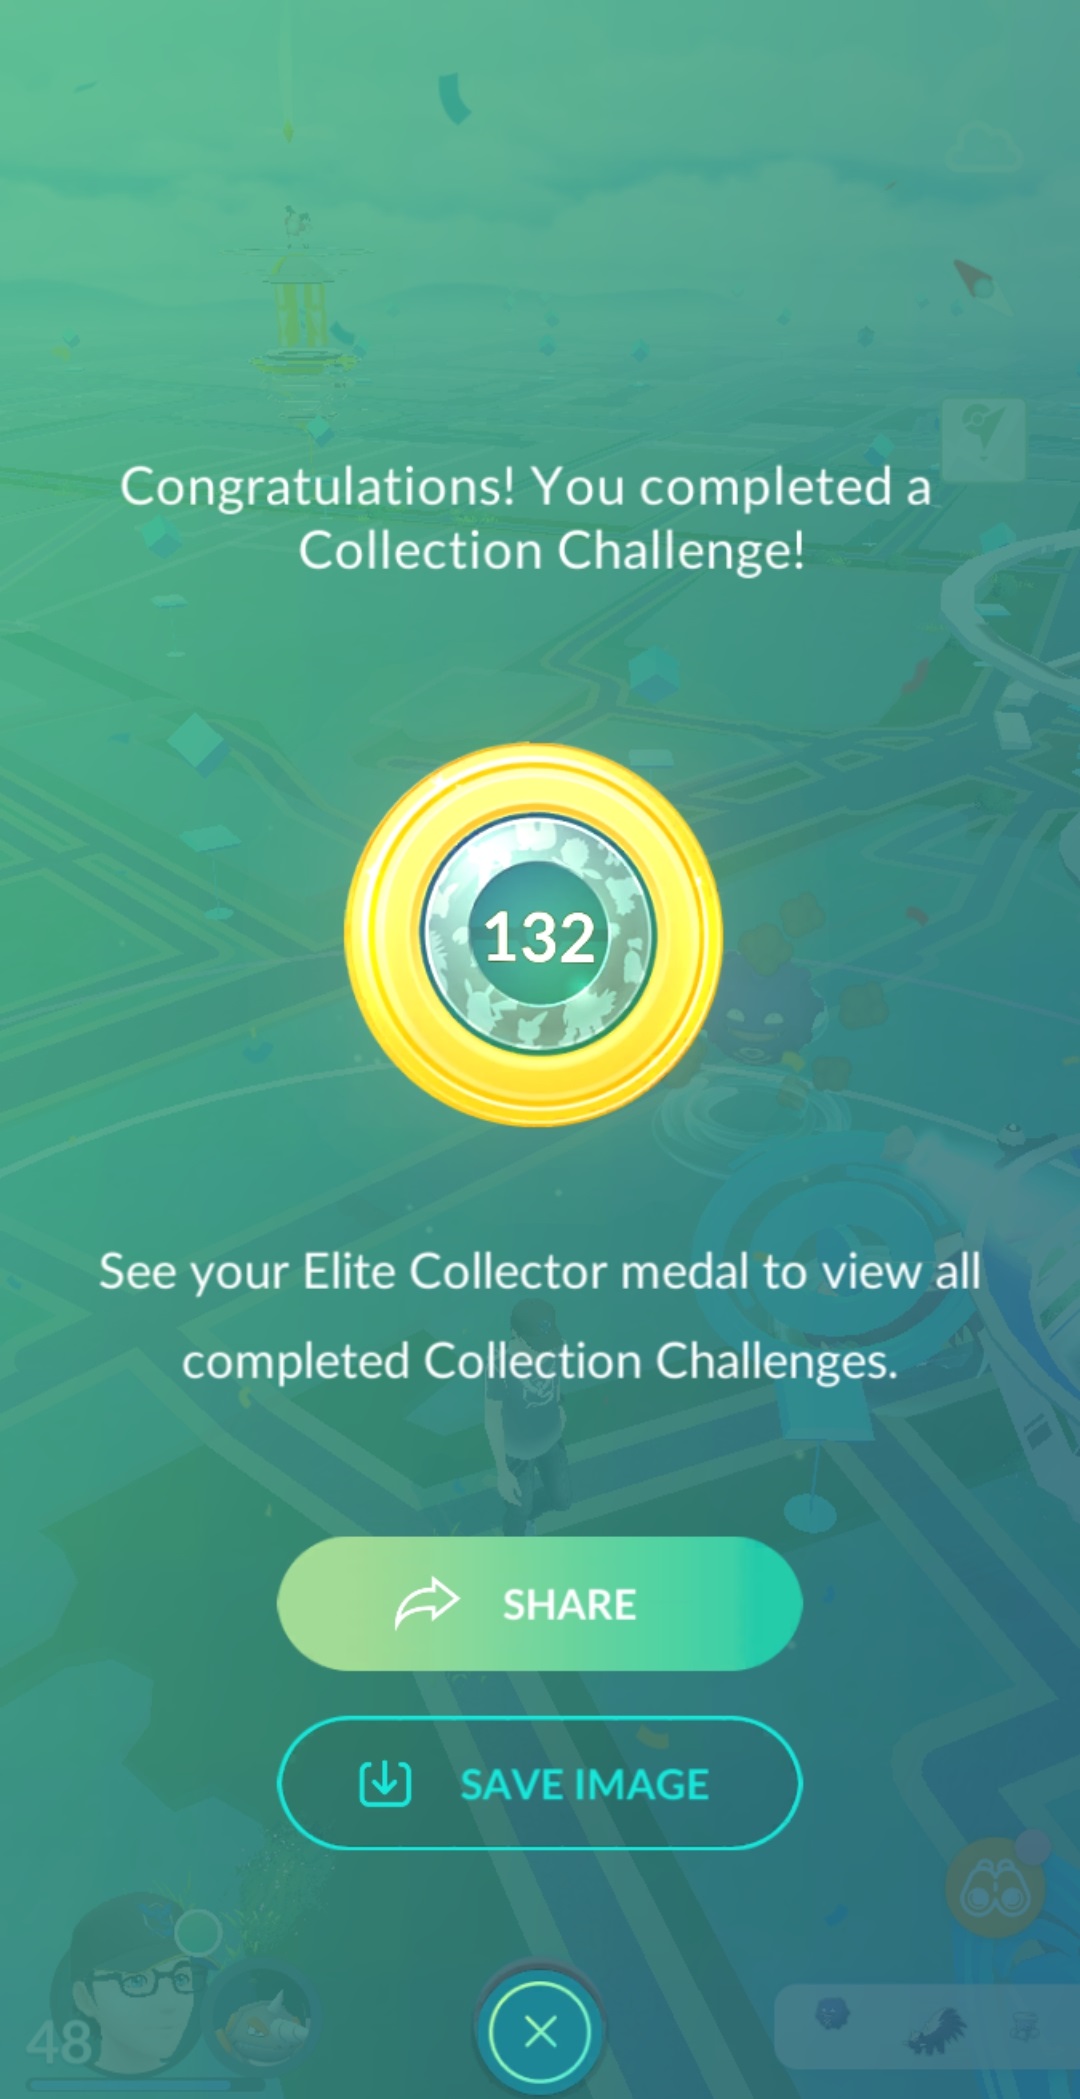 Congratulations! You completed a
Collection Challenge!
132
See your Elite Collector medal to view all
completed Collection Challenges.
SHARE
SAVE IMAGE
48